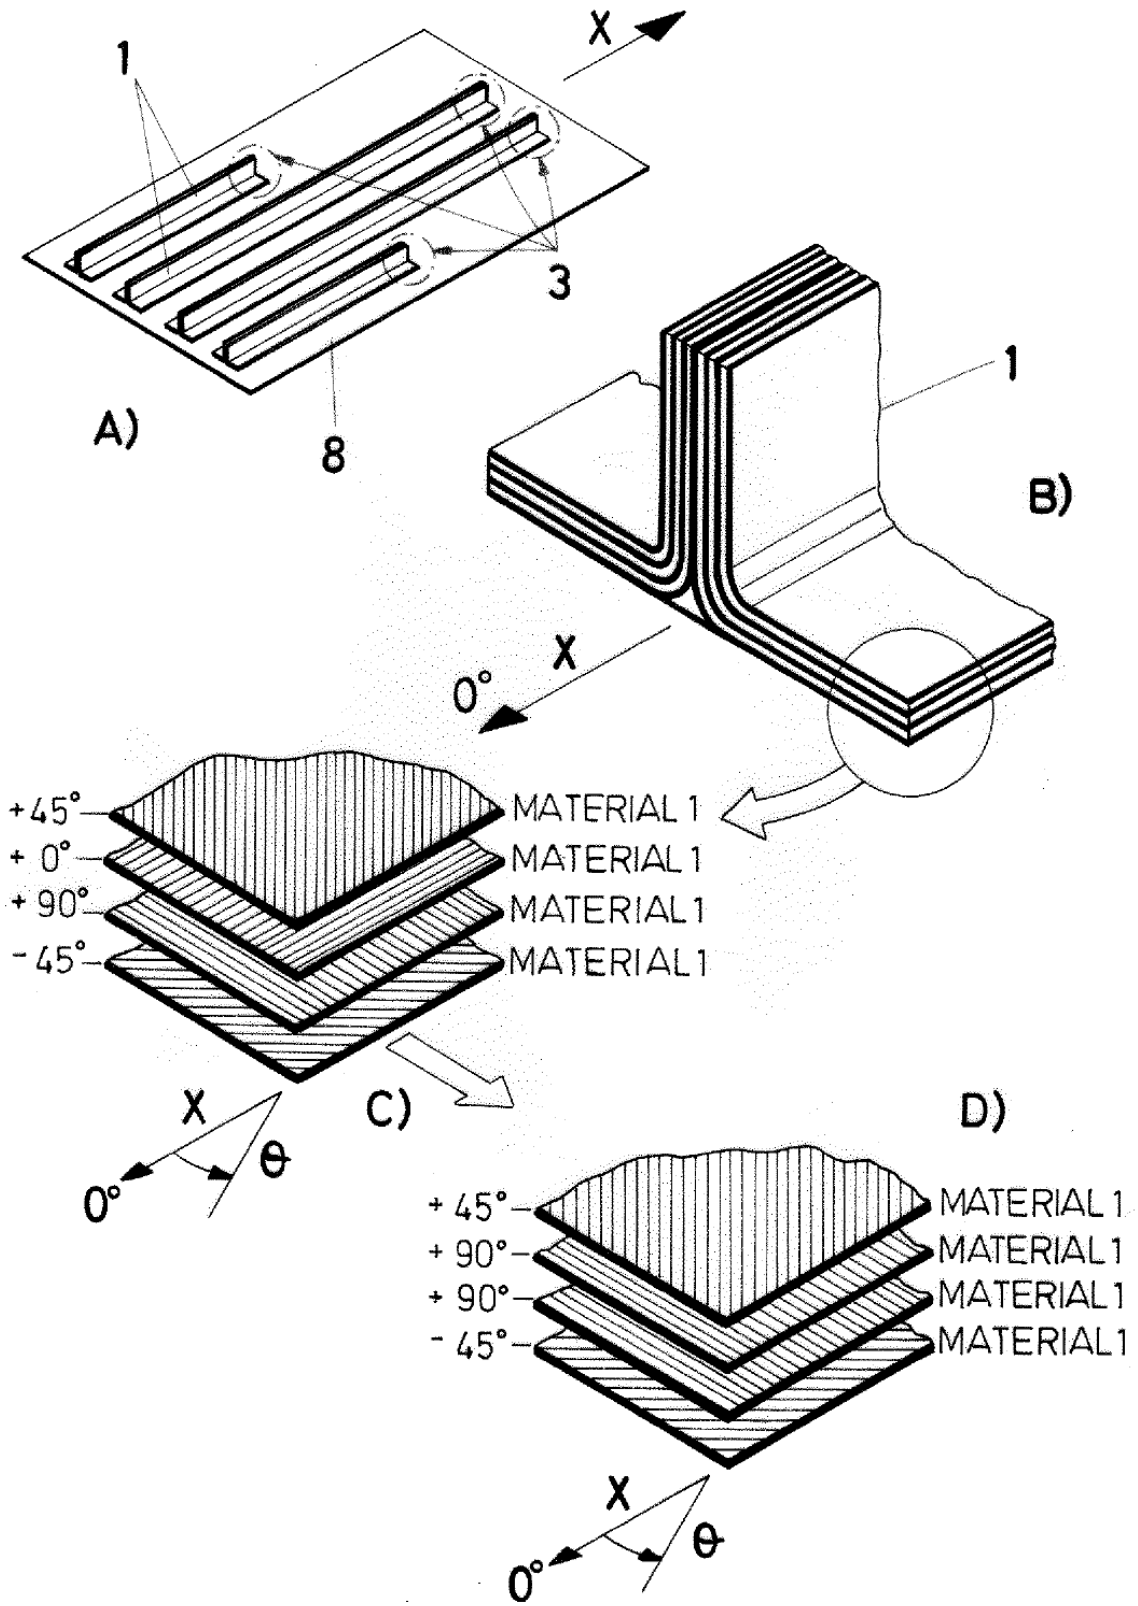 X
1
3
A)
8
1
B)
X
0°
+45° MATERIAL 1
+ 0° MATERIAL 1
+ 90° MATERIAL 1
- 45° MATERIAL 1
X
θ
0°
C)
D)
+ 45° MATERIAL 1
+ 90° MATERIAL 1
+ 90° MATERIAL 1
- 45° MATERIAL 1
X
θ
0°